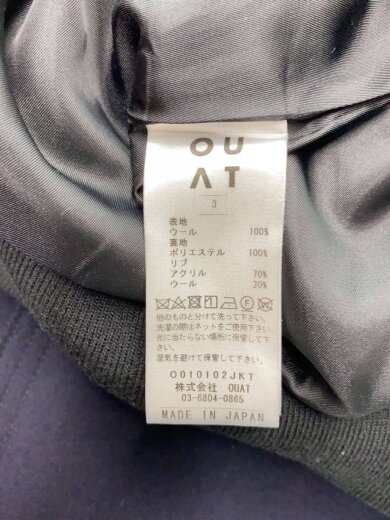 OU
AT
3
表地
ウール 100%
裏地
ポリエステル 100%
リブ
アクリル 70%
ウール 30%
他のものと分けて洗って下さい。
洗濯の際はネットをご使用下さい。
光に当たらない場所に保管して下さい。
湿気を避けて保管して下さい。
O010102JKT
株式会社 OUAT
03-6804-0865
MADE IN JAPAN